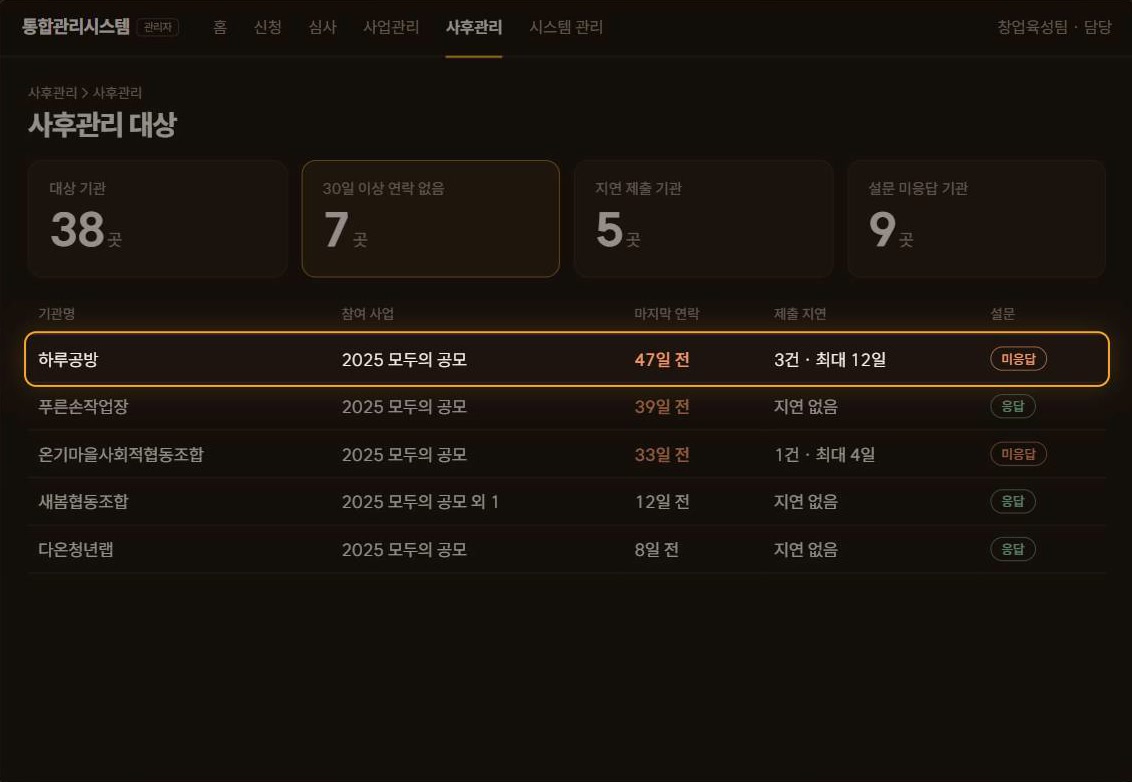 통합관리시스템 관리자 홈 신청 심사 사업관리 사후관리 시스템 관리 창업육성팀 · 담당
사후관리 > 사후관리
사후관리 대상
대상 기관 30일 이상 연락 없음 지연 제출 기관 설문 미응답 기관
38곳 7곳 5곳 9곳
기관명 참여 사업 마지막 연락 제출 지연 설문
하루공방 2025 모두의 공모 47일 전 3건 · 최대 12일 미응답
푸른손작업장 2025 모두의 공모 39일 전 지연 없음 응답
온기마을사회적협동조합 2025 모두의 공모 33일 전 1건 · 최대 4일 미응답
새봄협동조합 2025 모두의 공모 외 1 12일 전 지연 없음 응답
다온청년랩 2025 모두의 공모 8일 전 지연 없음 응답